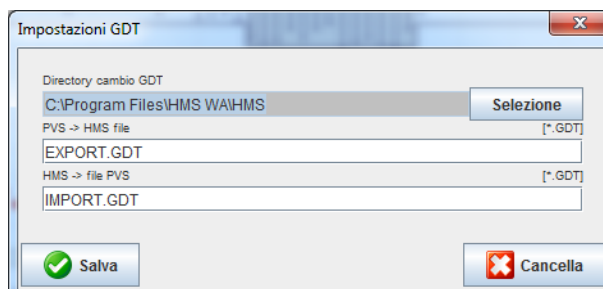 Impostazioni GDT
Directory cambio GDT
C:\Program Files\HMS WA\HMS Selezione
PVS -> HMS file [*.GDT]
EXPORT.GDT
HMS -> file PVS [*.GDT]
IMPORT.GDT
Salva Cancella